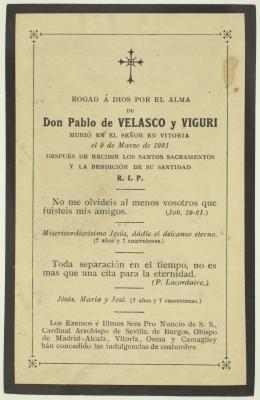 ROGAD Á DIOS POR EL ALMA
DE
Don Pablo de VELASCO y VIGURI
MURIÓ EN EL SEÑOR EN VITORIA
el 9 de Marzo de 1921
DESPUÉS DE RECIBIR LOS SANTOS SACRAMENTOS
Y LA BENDICIÓN DE SU SANTIDAD
R. I. P.
No me olvideis al menos vosotros que
fuisteis mis amigos. (Job. 19-21.)
Misericordiosísimo Jesús, dádle el delcanso eterno.
(7 años y 7 cuarentenas.)
Toda separación en el tiempo, no es
mas que una cita para la eternidad.
(P. Lacordaire.)
Jesús, María y José. (7 años y 7 cuarentenas.)
Los Exemos é Illmos Sres Pro Nuncio de S. S.,
Cardinal Arzobispo de Sevilla, de Burgos, Obispo
de Madrid-Alcalá, Vitoria, Osma y Camagüey
han concedido las indulgencias de costumbre.